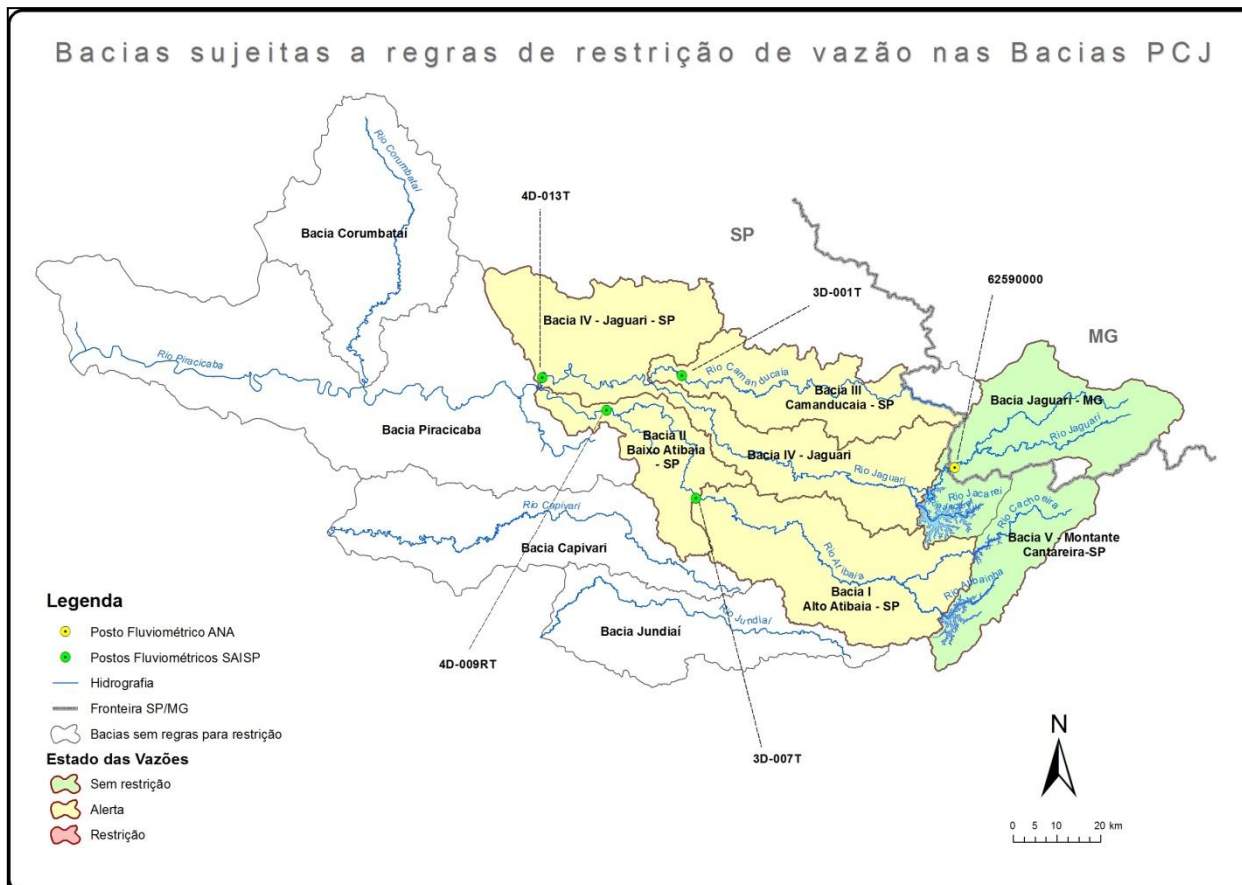 Bacias sujeitas a regras de restrição de vazão nas Bacias PCJ
Rio Corumbataí
4D-013T
Bacia Corumbataí
SP
3D-001T
62590000
Bacia IV - Jaguari - SP
MG
Rio Piracicaba
Rio Camanducaia
Bacia III
Camanducaia - SP
Bacia Jaguari - MG
Rio Jaguari
Bacia Piracicaba
Bacia II
Baixo Atibaia
- SP
Bacia IV - Jaguari
Rio Jaguari
Rio Jacareí
Rio Cachoeira
Rio Capivari
Bacia V - Montante
Cantareira-SP
Bacia Capivari
Rio Atibaia
Rio Atibainha
Bacia I
Alto Atibaia - SP
Rio Jundiaí
Bacia Jundiaí
4D-009RT
3D-007T
Legenda
Posto Fluviométrico ANA
Postos Fluviométricos SAISP
Hidrografia
Fronteira SP/MG
Bacias sem regras para restrição
Estado das Vazões
Sem restrição
Alerta
Restrição
N
0 5 10 20 km